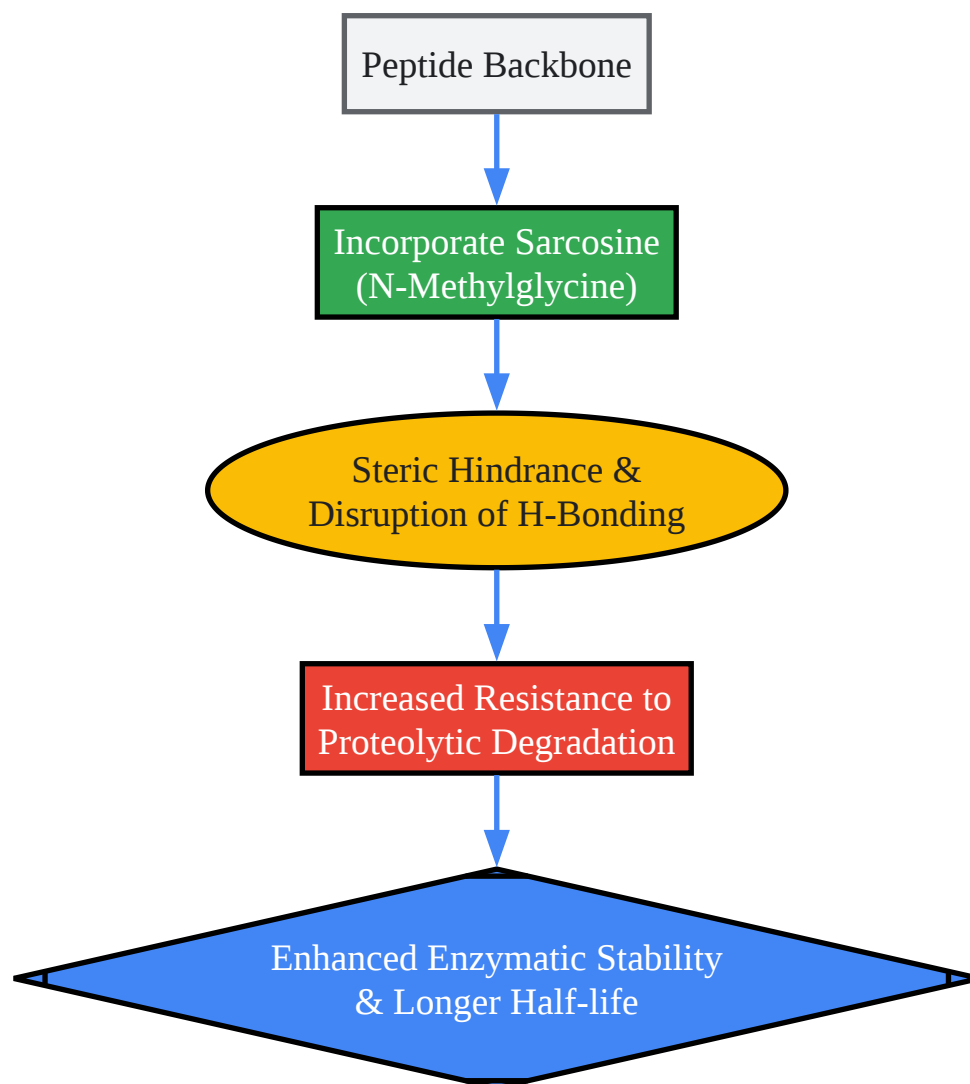 Peptide Backbone
Incorporate Sarcosine
(N-Methylglycine)
Steric Hindrance &
Disruption of H-Bonding
Increased Resistance to
Proteolytic Degradation
Enhanced Enzymatic Stability
& Longer Half-life